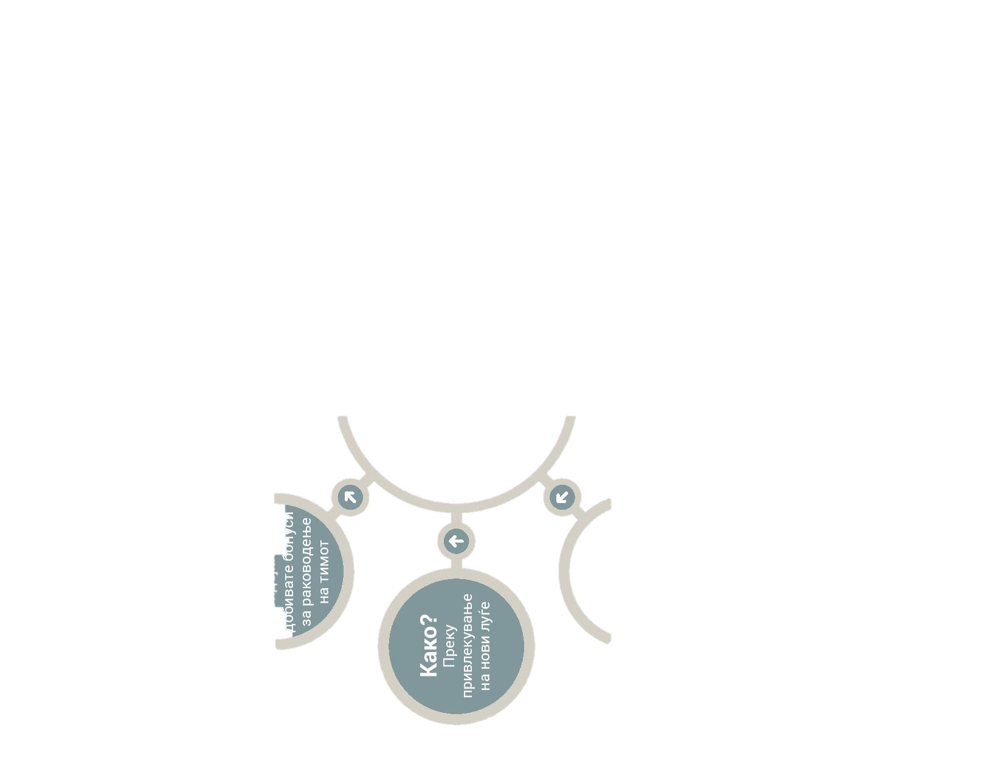 добивате бонуси
за раководење
на тимот
Како?
Преку
привлекување
на нови луѓе